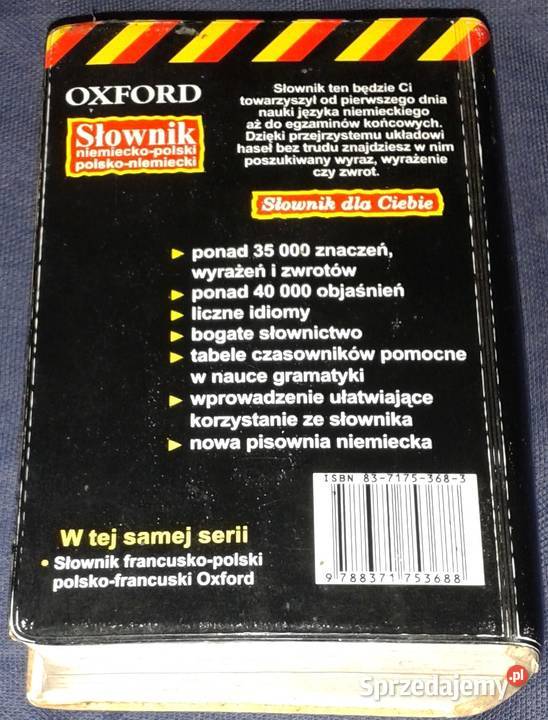 OXFORD
Słownik
niemiecko-polski
polsko-niemiecki
Słownik ten będzie Ci
towarzyszył od pierwszego dnia
nauki języka niemieckiego
aż do egzaminów końcowych.
Dzięki przejrzystemu układowi
haseł bez trudu znajdziesz w nim
poszukiwany wyraz, wyrażenie
czy zwrot.
Słownik dla Ciebie
ponad 35 000 znaczeń,
wyrażeń i zwrotów
ponad 40 000 objaśnień
liczne idiomy
bogate słownictwo
tabele czasowników pomocne
w nauce gramatyki
wprowadzenie ułatwiające
korzystanie ze słownika
nowa pisownia niemiecka
ISBN 83-7175-368-3
9 788371 753688
W tej samej serii
• Słownik francusko-polski
polsko-francuski Oxford
Sprzedajemy.pl